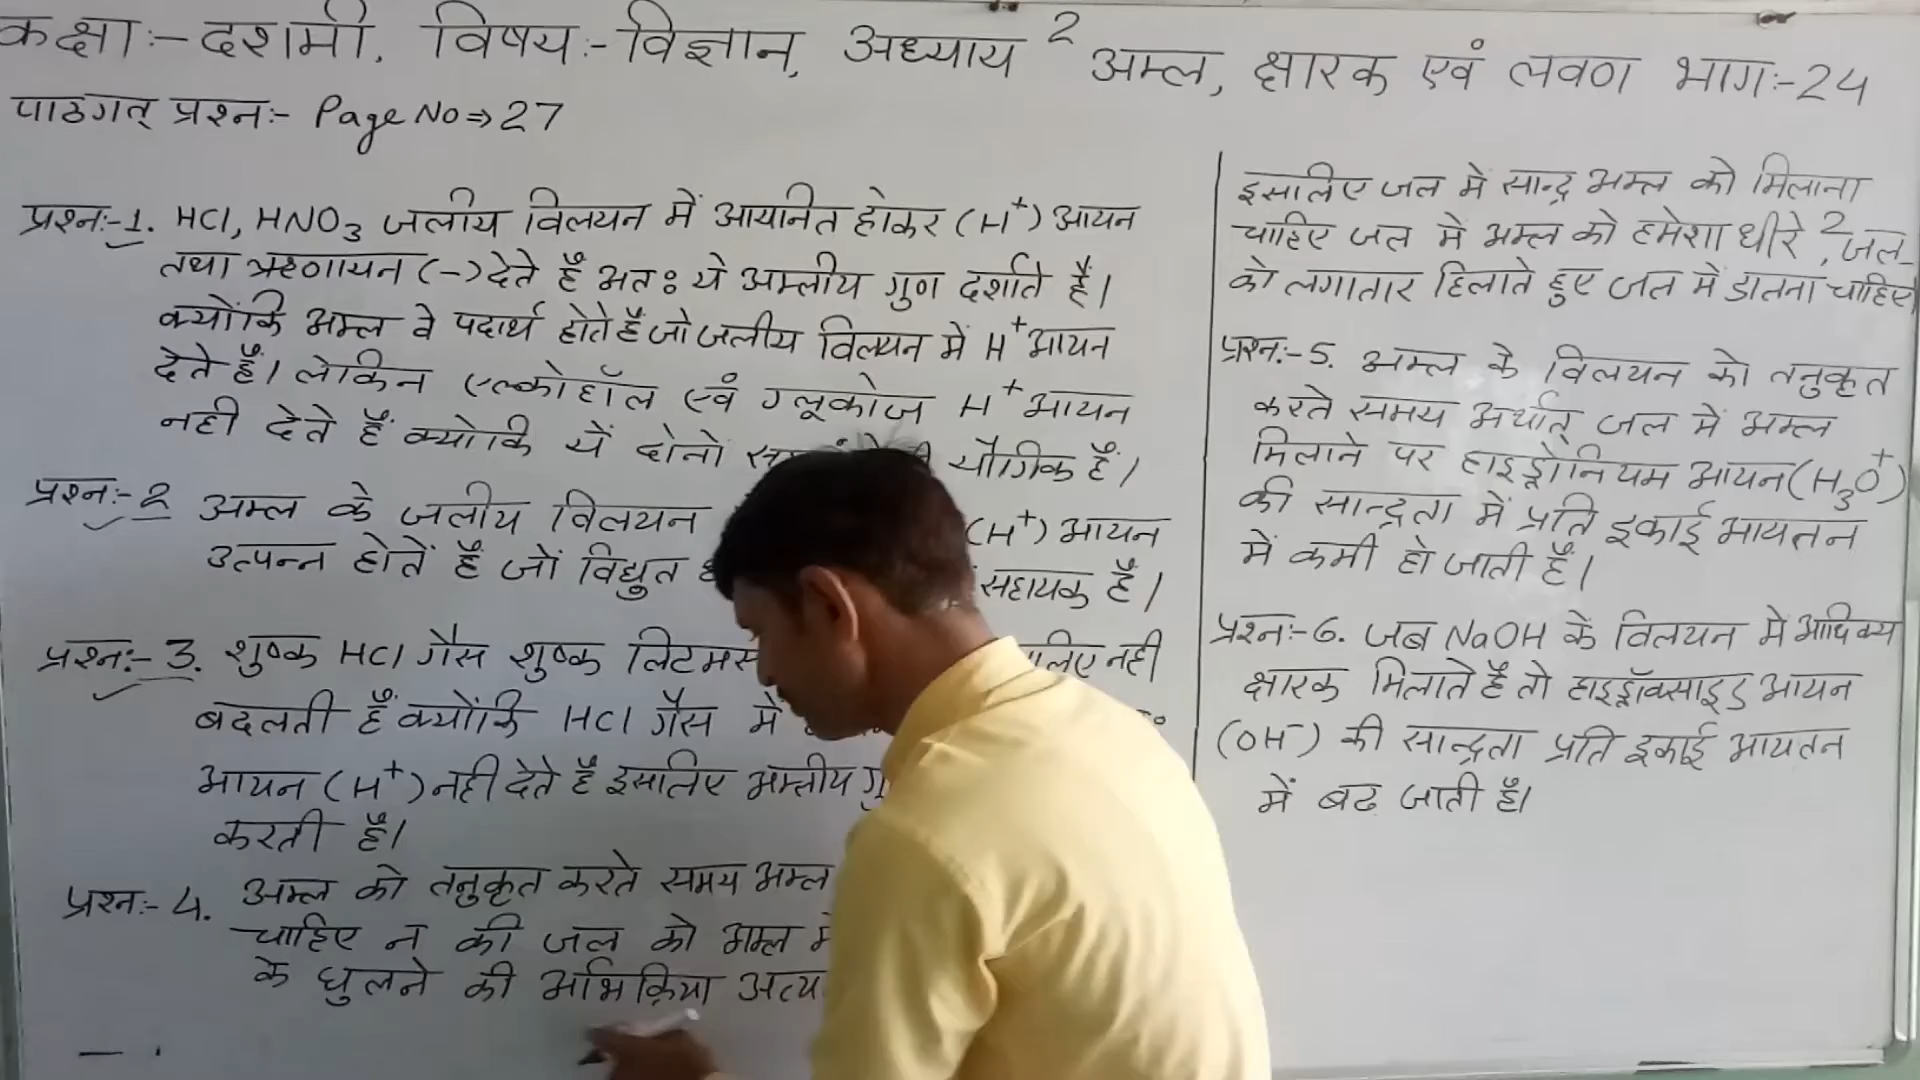 कक्षा:- दशमी, विषय:- विज्ञान, अध्याय 2 अम्ल, क्षारक एवं लवण भाग:-24
पाठगत् प्रश्न:- Page No ⇒ 27
प्रश्न:-1. HCl, HNO₃ जलीय विलयन में आयनित होकर (H⁺) आयन
तथा ऋणायन (-) देते हैं अतः ये अम्लीय गुण दर्शाते हैं।
क्योंकि अम्ल वे पदार्थ होते हैं जो जलीय विलयन में H⁺ आयन
देते हैं। लेकिन एल्कोहॉल एवं ग्लूकोज H⁺ आयन
नही देते हैं क्योकि यें दोनो यौगिक हैं।
प्रश्न:-2 अम्ल के जलीय विलयन (H⁺) आयन
उत्पन्न होतें हैं जों विद्युत सहायक हैं।
प्रश्न:-3. शुष्क HCl गैस शुष्क लिटमस नही
बदलती हैं क्योंकि HCl गैस में
आयन (H⁺) नही देते हैं इसलिए अम्लीय
करती हैं।
प्रश्न:-4. अम्ल को तनुकृत करते समय अम्ल
चाहिए न की जल को अम्ल में
के घुलने की अभिक्रिया
इसलिए जल में सान्द्र अम्ल को मिलाना
चाहिए जल में अम्ल को हमेशा धीरे 2, जल
को लगातार हिलाते हुए जल में डालना चाहिए
प्रश्न:-5. अम्ल के विलयन को तनुकृत
करते समय अर्थात् जल में अम्ल
मिलाने पर हाइड्रोनियम आयन (H₃O⁺)
की सान्द्रता में प्रति इकाई आयतन
में कमी हो जाती हैं।
प्रश्न:-6. जब NaOH के विलयन में आधिक्य
क्षारक मिलाते हैं तो हाइड्रॉक्साइड आयन
(OH⁻) की सान्द्रता प्रति इकाई आयतन
में बढ जाती हैं।